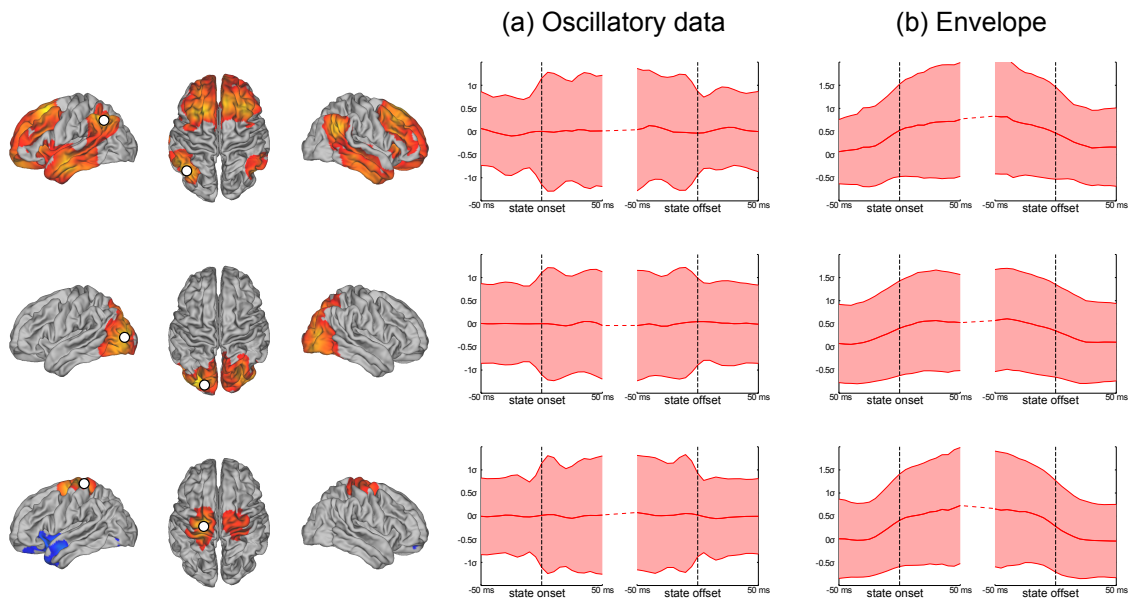 (a) Oscillatory data
(b) Envelope
1σ
0.5σ
0σ
-0.5σ
-1σ
-50 ms
state onset
50 ms
state offset
50 ms
1.5σ
1σ
0.5σ
0σ
-0.5σ
-50 ms
state onset
50 ms
-50 ms
state offset
50 ms
1σ
0.5σ
0σ
-0.5σ
-1σ
-50 ms
state onset
50 ms
-50 ms
state offset
50 ms
1.5σ
1σ
0.5σ
0σ
-0.5σ
-50 ms
state onset
50 ms
-50 ms
state offset
50 ms
1σ
0.5σ
0σ
-0.5σ
-1σ
-50 ms
state onset
50 ms
-50 ms
state offset
50 ms
1.5σ
1σ
0.5σ
0σ
-0.5σ
-50 ms
state onset
50 ms
-50 ms
state offset
50 ms